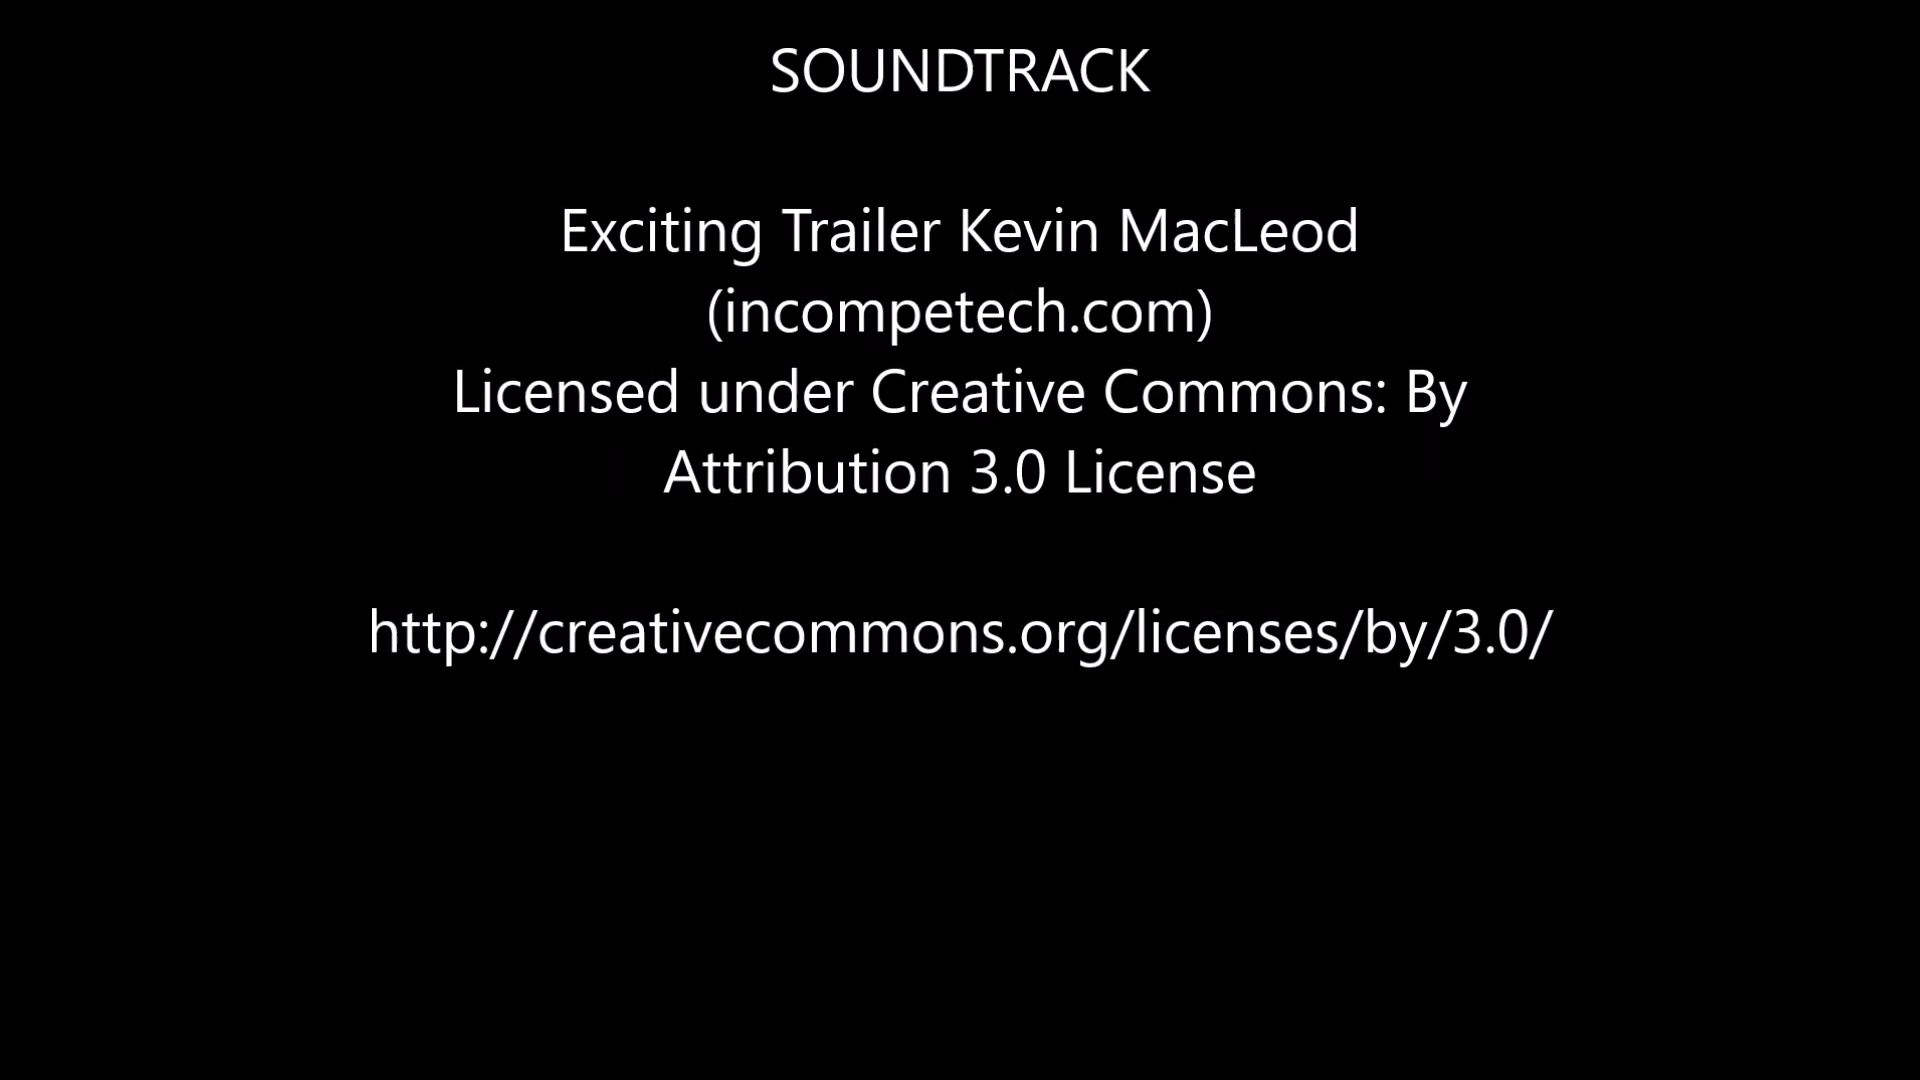 SOUNDTRACK
Exciting Trailer Kevin MacLeod
(incompetech.com)
Licensed under Creative Commons: By
Attribution 3.0 License
http://creativecommons.org/licenses/by/3.0/